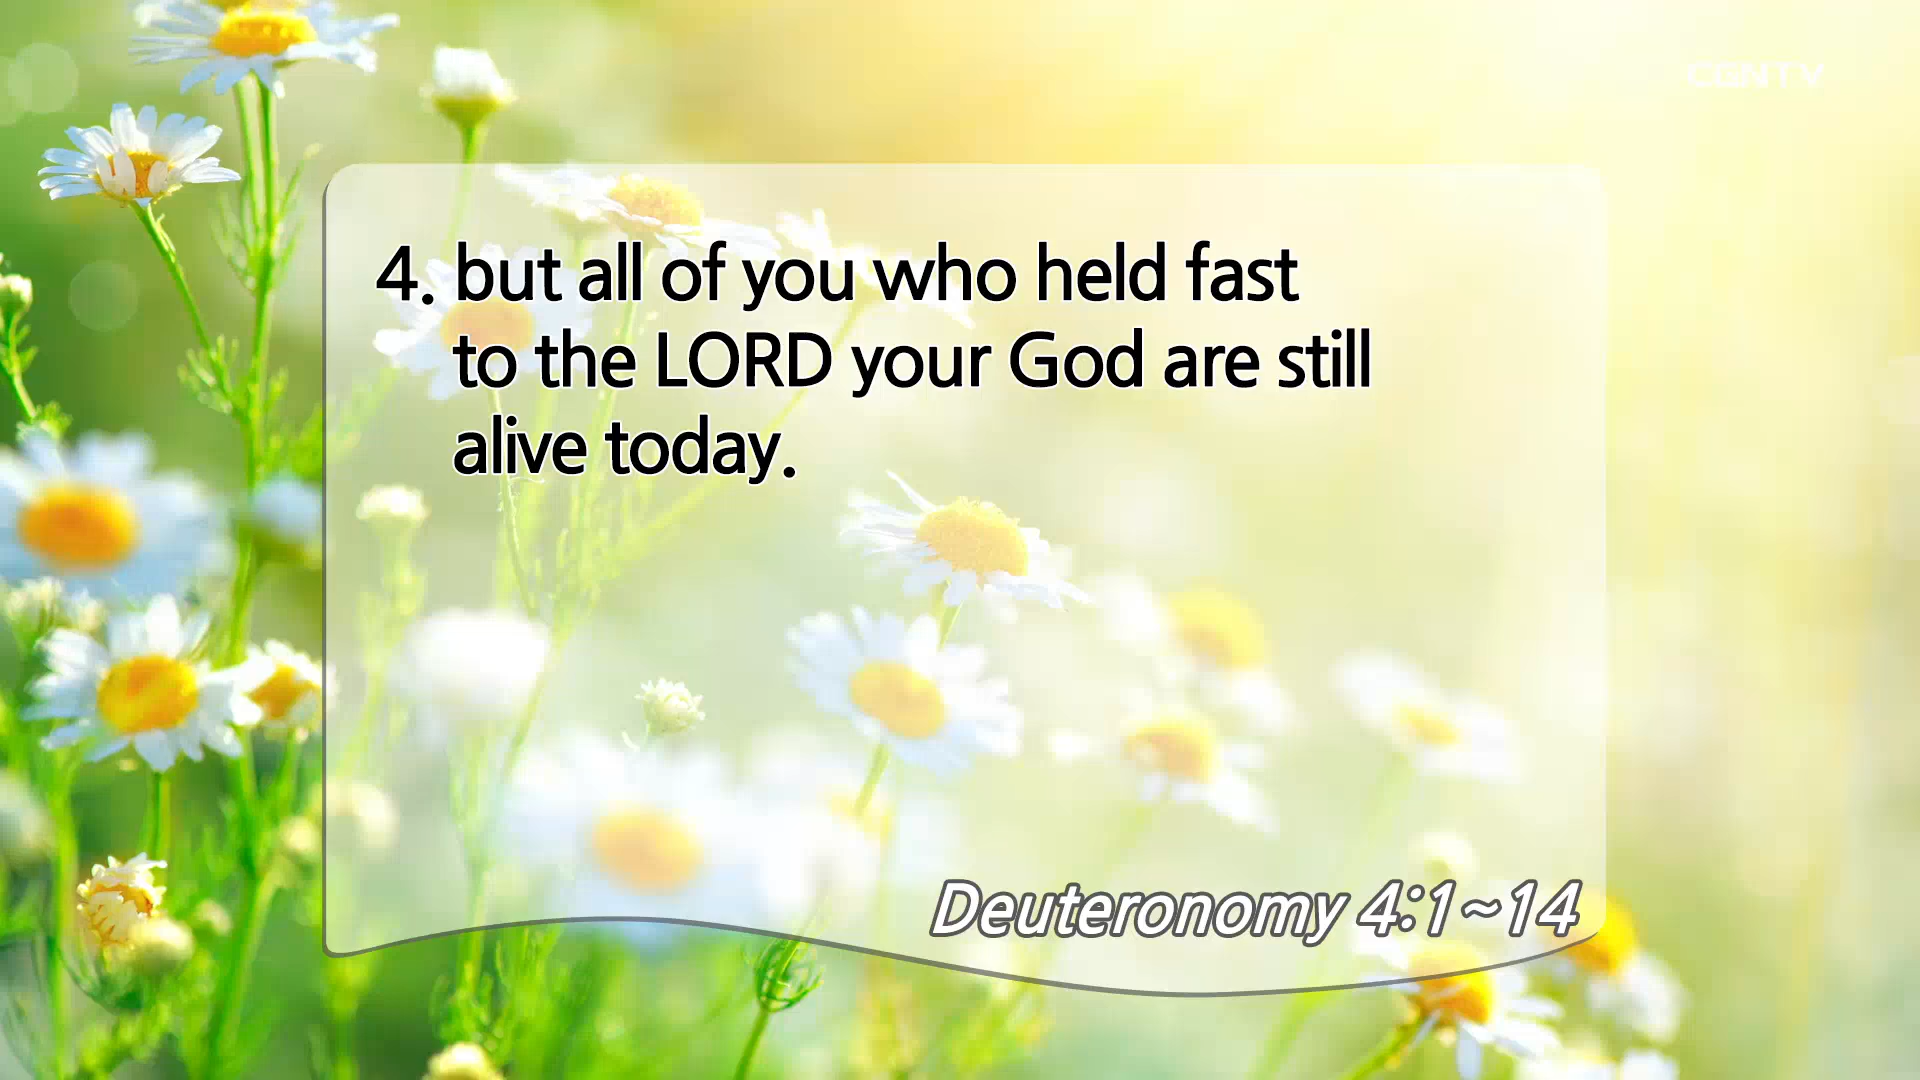 CGNTV
4. but all of you who held fast
to the LORD your God are still
alive today.
Deuteronomy 4:1~14